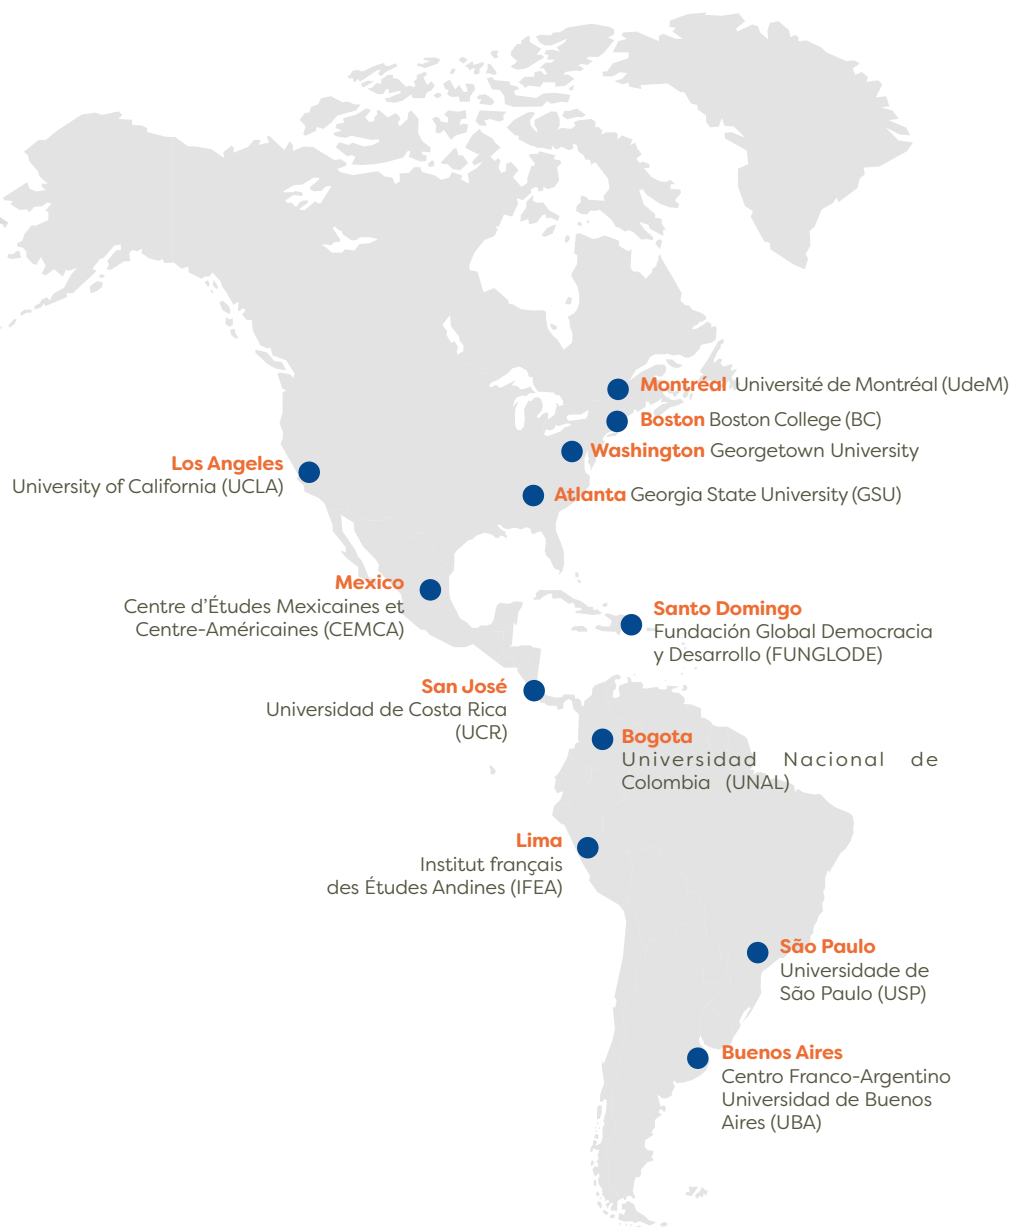 Montréal Université de Montréal (UdeM)
Boston Boston College (BC)
Washington Georgetown University
Los Angeles
University of California (UCLA)
Atlanta Georgia State University (GSU)
Mexico
Centre d'Études Mexicaines et
Centre-Américaines (CEMCA)
Santo Domingo
Fundación Global Democracia
y Desarrollo (FUNGLODE)
San José
Universidad de Costa Rica
(UCR)
Bogota
Universidad Nacional de
Colombia (UNAL)
Lima
Institut français
des Études Andines (IFEA)
São Paulo
Universidade de
São Paulo (USP)
Buenos Aires
Centro Franco-Argentino
Universidad de Buenos
Aires (UBA)